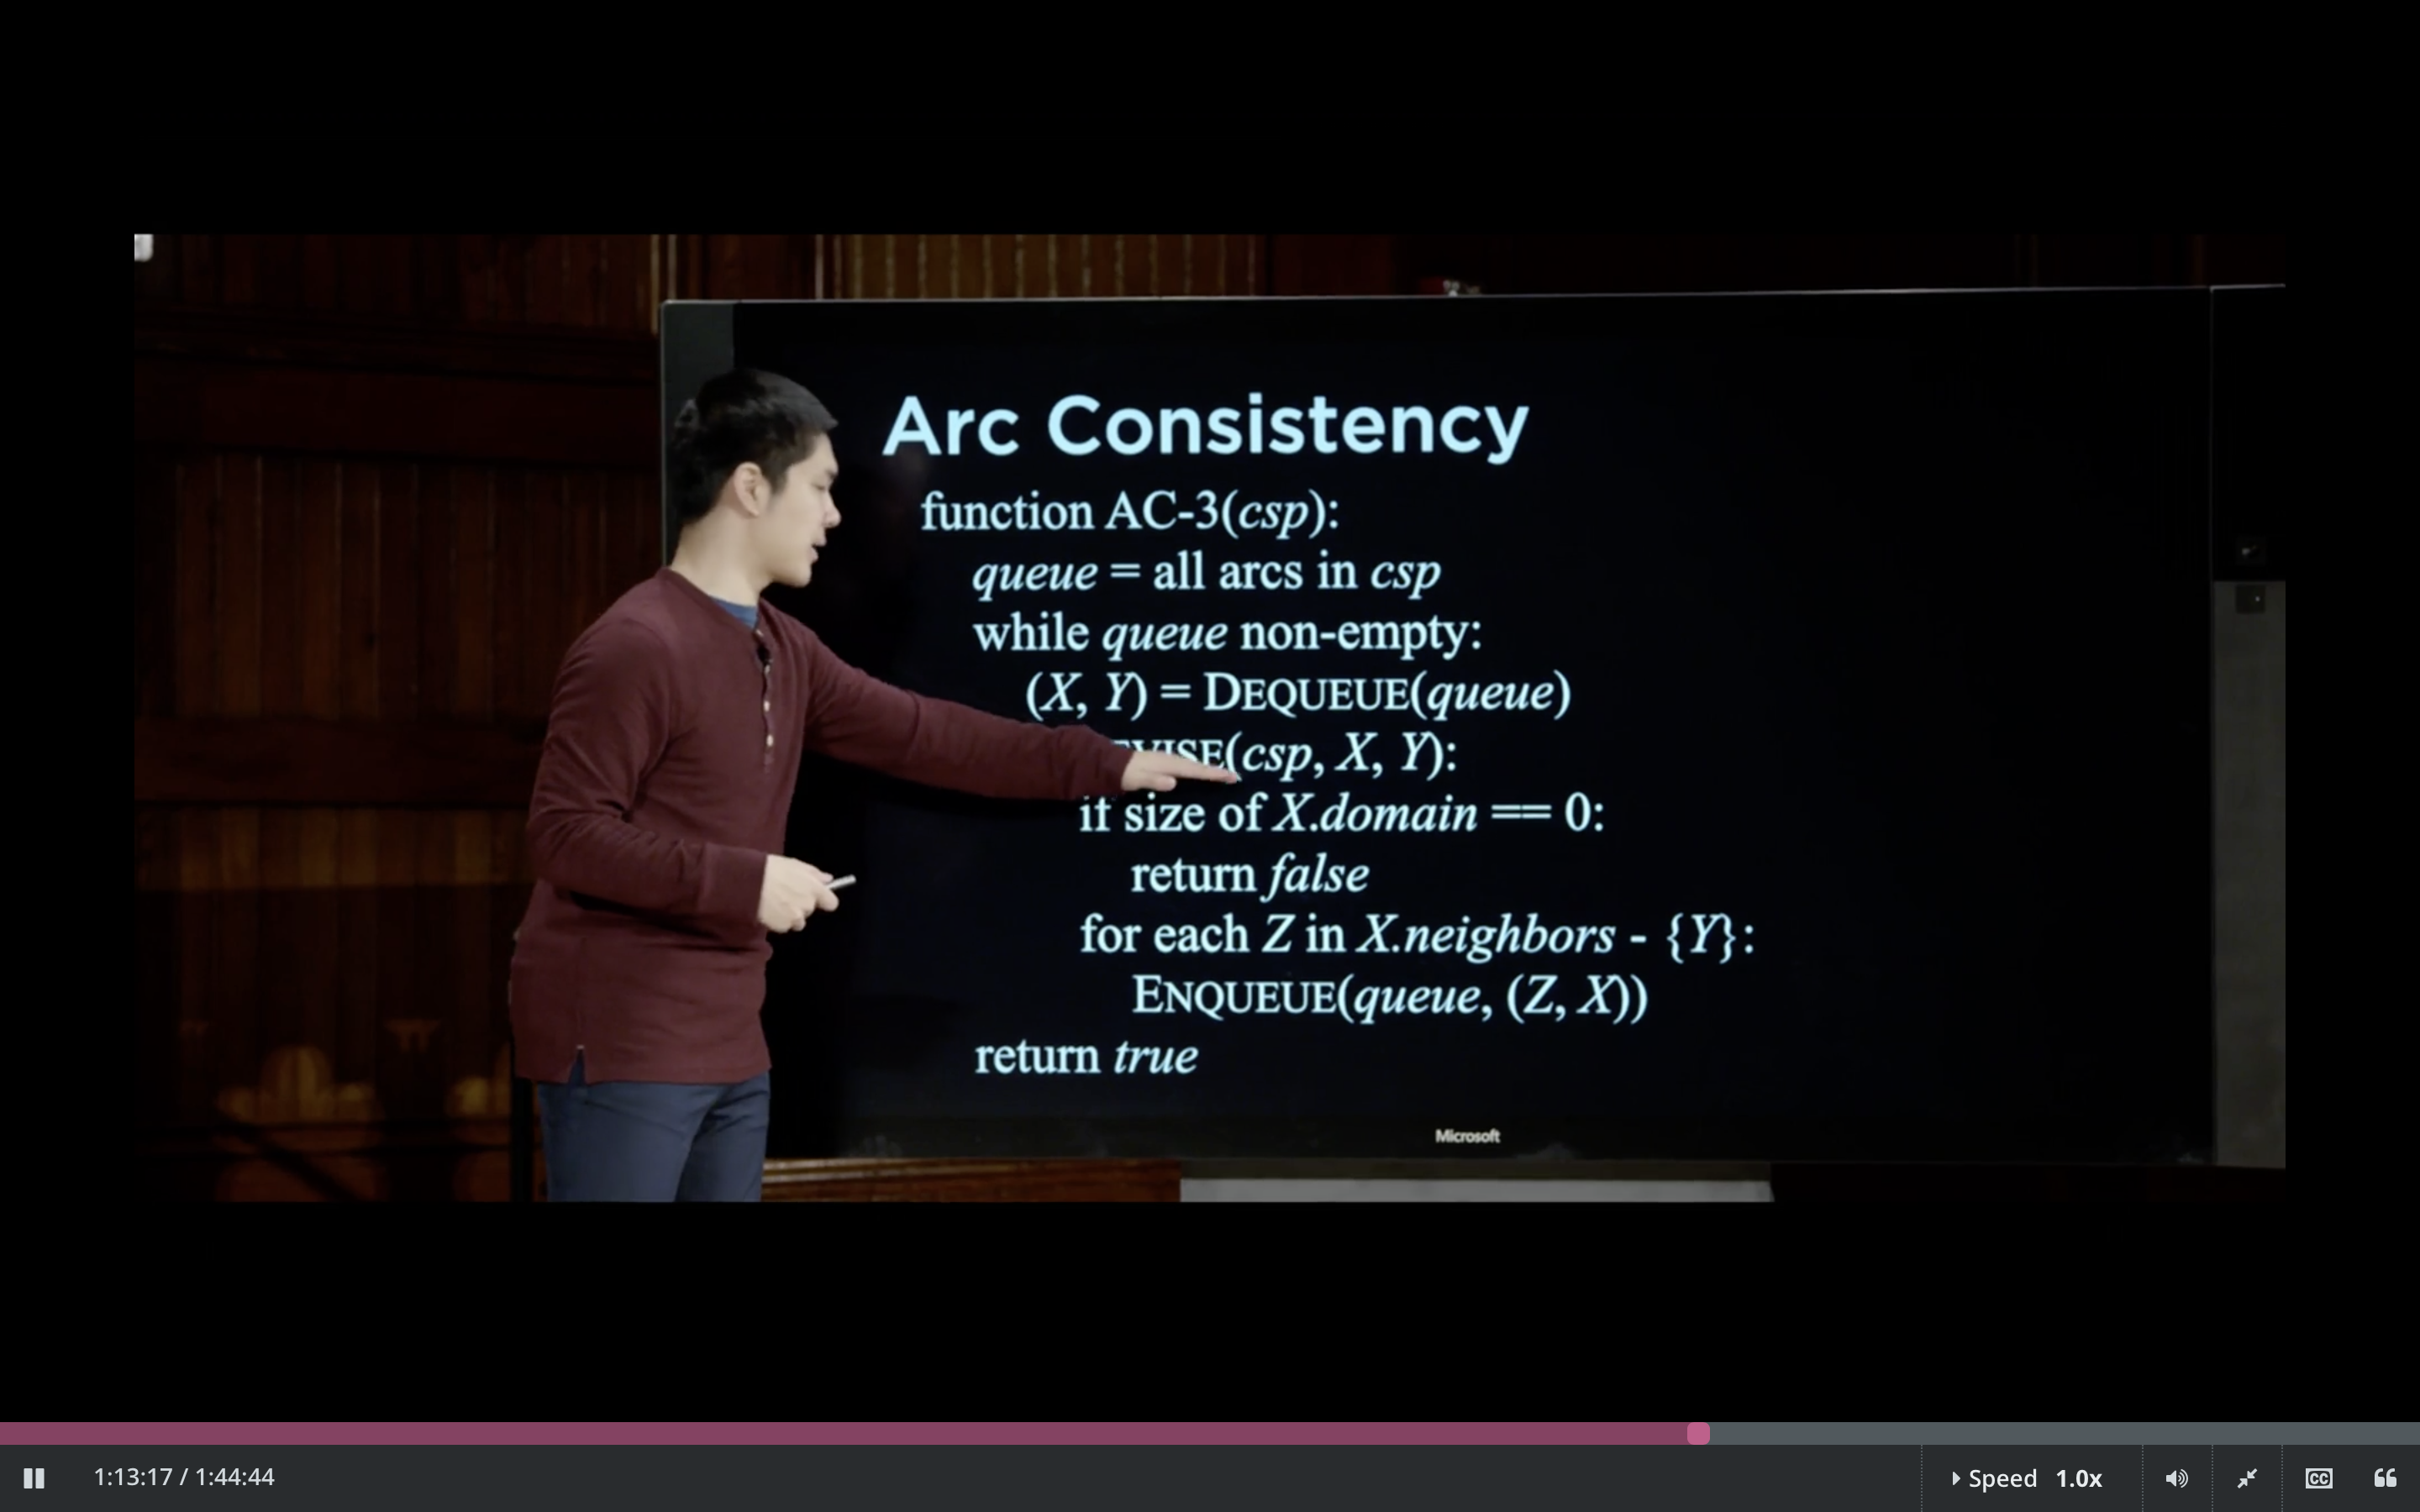 Arc Consistency
function AC-3(csp):
queue = all arcs in csp
while queue non-empty:
(X, Y) = DEQUEUE(queue)
(csp, X, Y):
if size of X.domain == 0:
return false
for each Z in X.neighbors - {Y}:
ENQUEUE(queue, (Z, X))
return true
Microsoft
1:13:17 / 1:44:44
Speed 1.0x
CC